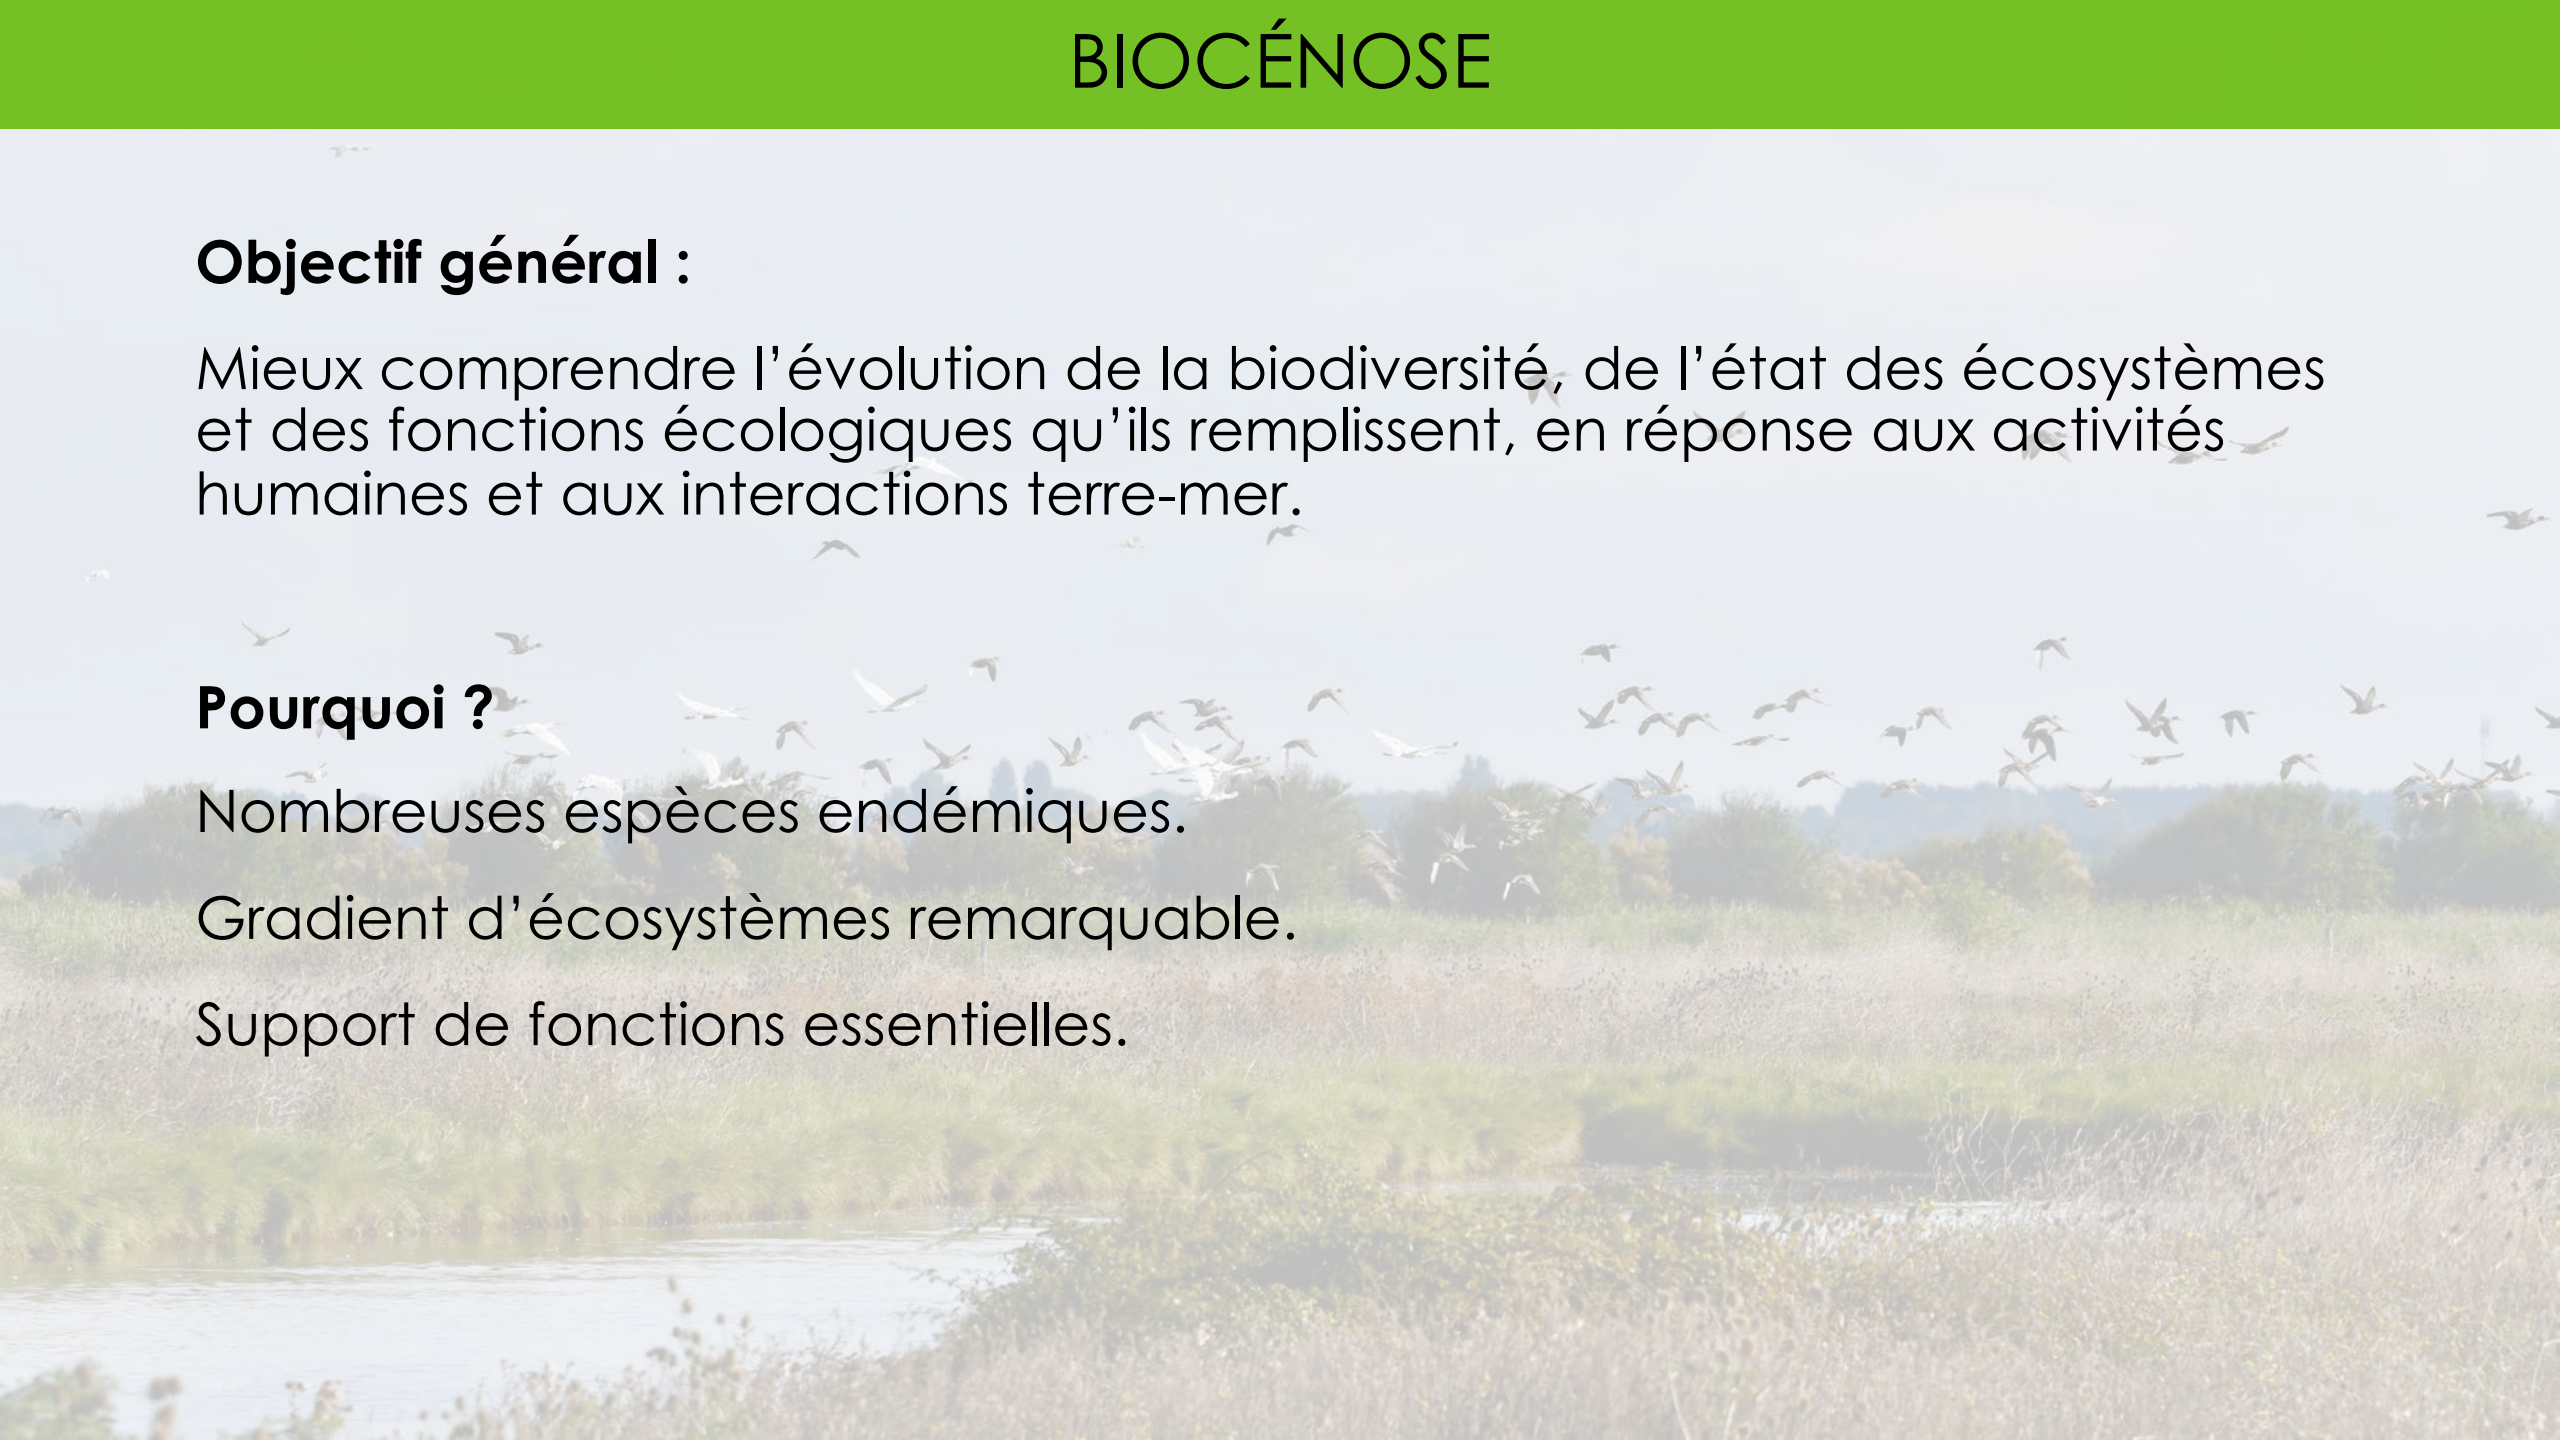 BIOCÉNOSE
Objectif général :
Mieux comprendre l’évolution de la biodiversité, de l’état des écosystèmes
et des fonctions écologiques qu’ils remplissent, en réponse aux activités
humaines et aux interactions terre-mer.
Pourquoi ?
Nombreuses espèces endémiques.
Gradient d’écosystèmes remarquable.
Support de fonctions essentielles.